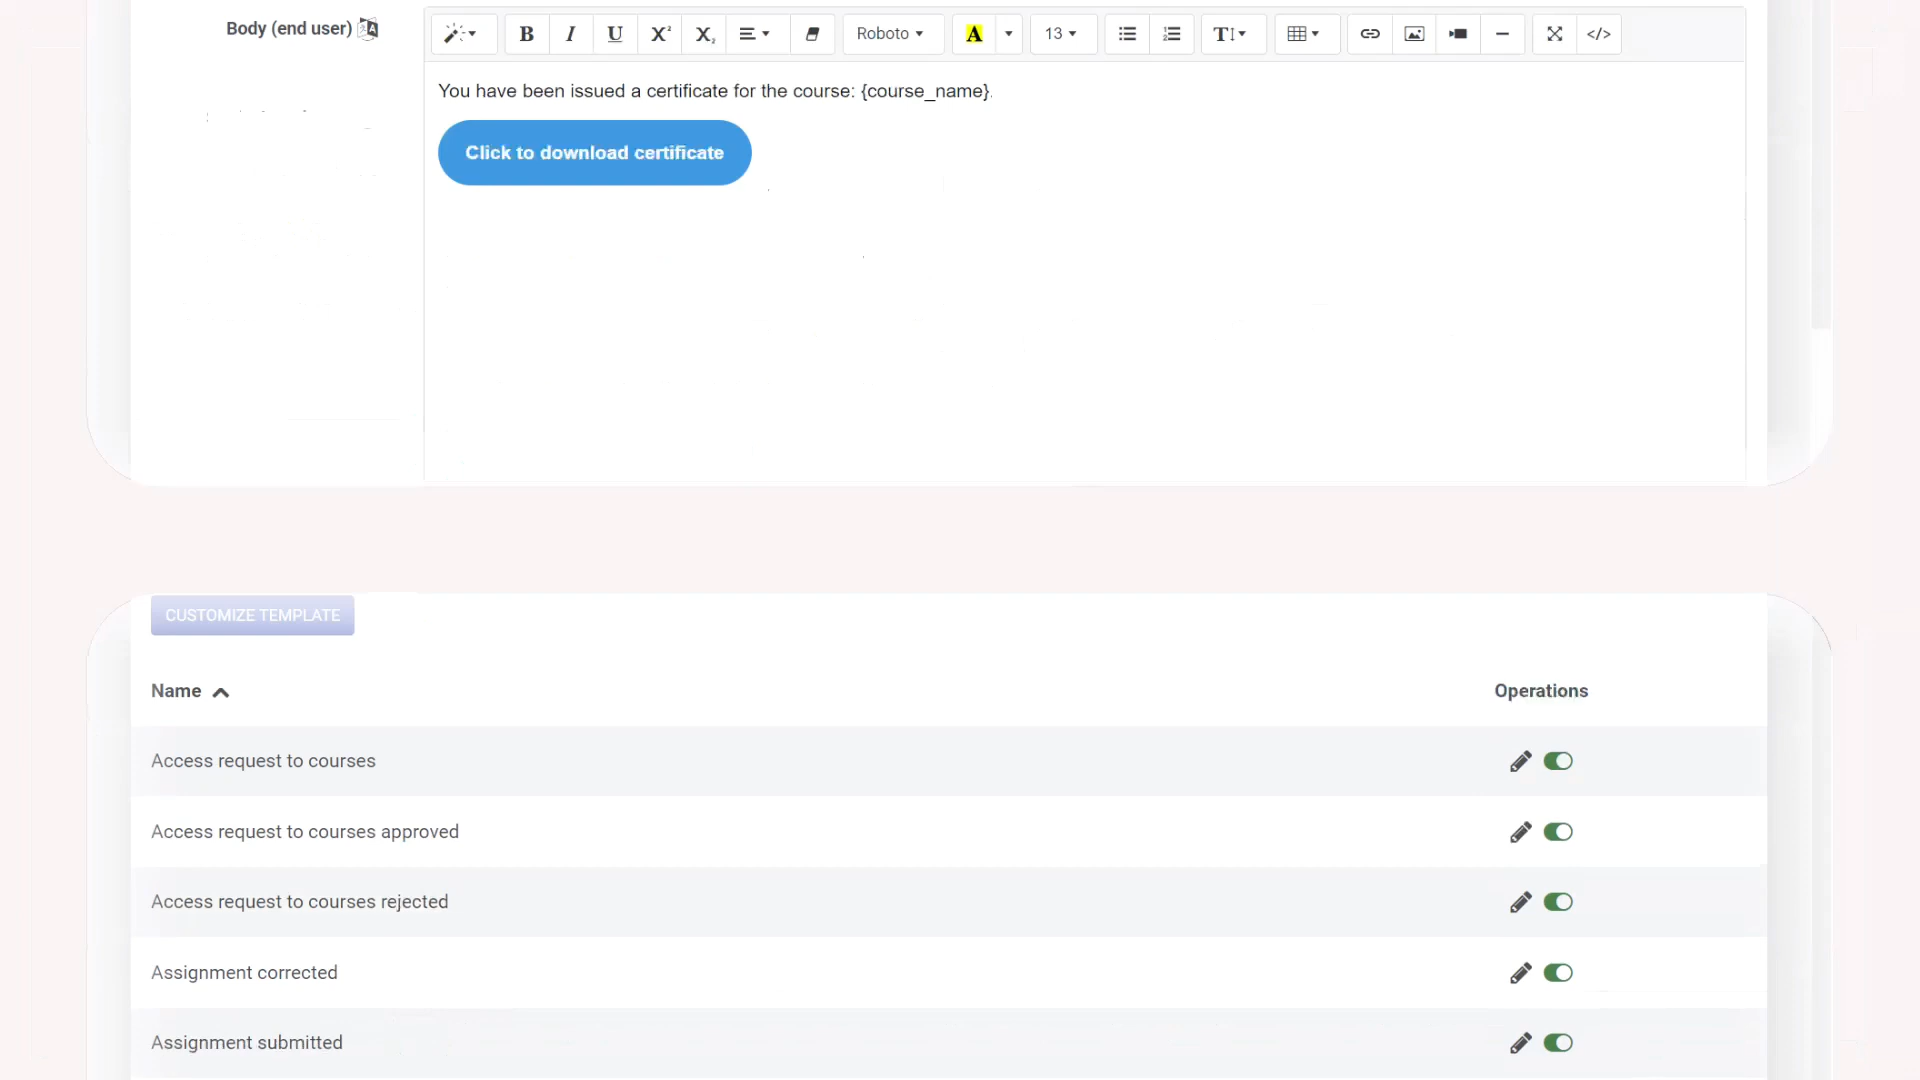 Body (end user)
B I U X² X₂ Roboto A 13 T </>
You have been issued a certificate for the course: {course_name}.
Click to download certificate
CUSTOMIZE TEMPLATE
Name Operations
Access request to courses
Access request to courses approved
Access request to courses rejected
Assignment corrected
Assignment submitted